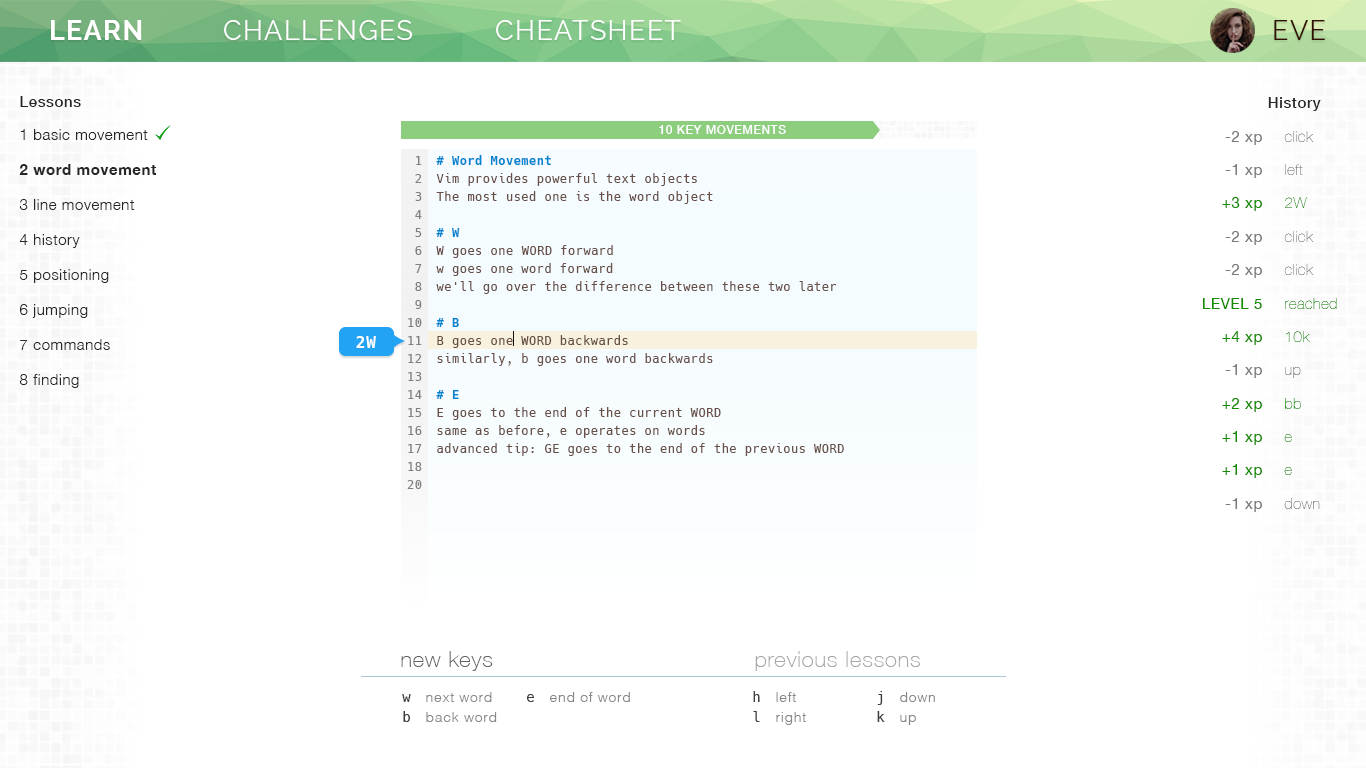 LEARN CHALLENGES CHEATSHEET EVE
Lessons
1 basic movement
2 word movement
3 line movement
4 history
5 positioning
6 jumping
7 commands
8 finding
10 KEY MOVEMENTS
1 # Word Movement
2 Vim provides powerful text objects
3 The most used one is the word object
4
5 # W
6 W goes one WORD forward
7 w goes one word forward
8 we'll go over the difference between these two later
9
10 # B
2W
11 B goes one WORD backwards
12 similarly, b goes one word backwards
13
14 # E
15 E goes to the end of the current WORD
16 same as before, e operates on words
17 advanced tip: GE goes to the end of the previous WORD
18
20
History
-2 xp click
-1 xp left
+3 xp 2W
-2 xp click
-2 xp click
LEVEL 5 reached
+4 xp 10k
-1 xp up
+2 xp bb
+1 xp e
+1 xp e
-1 xp down
new keys
w next word e end of word
b back word
previous lessons
h left j down
l right k up